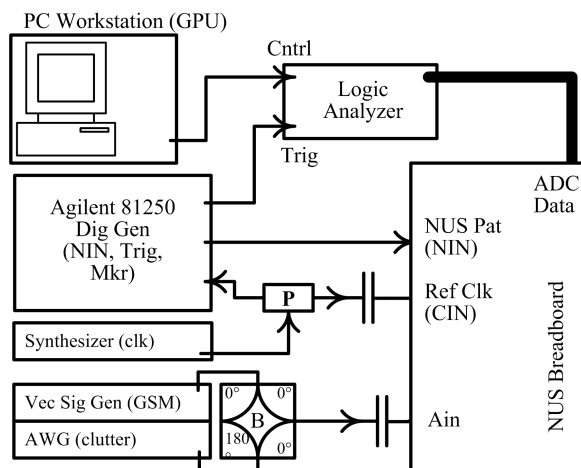 PC Workstation (GPU)
Cntrl
Logic
Analyzer
Trig
ADC
Data
Agilent 81250
Dig Gen
(NIN, Trig,
Mkr)
NUS Pat
(NIN)
P
Ref Clk
(CIN)
Synthesizer (clk)
NUS Breadboard
Vec Sig Gen (GSM)
AWG (clutter)
0° 0°
B
180
°
0°
Ain